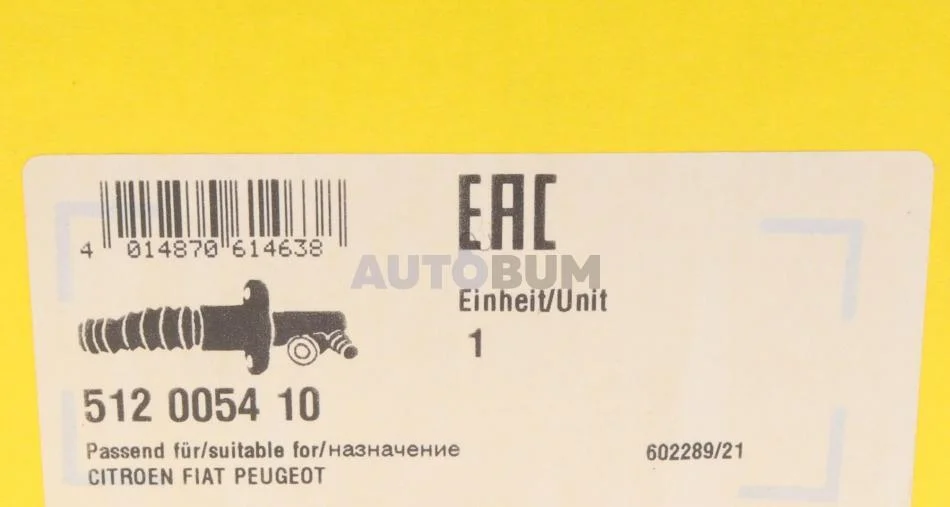 EAC
4 014870 614638
AUTOBUM
Einheit/Unit
1
512 0054 10
Passend für/suitable for/назначение
602289/21
CITROEN FIAT PEUGEOT